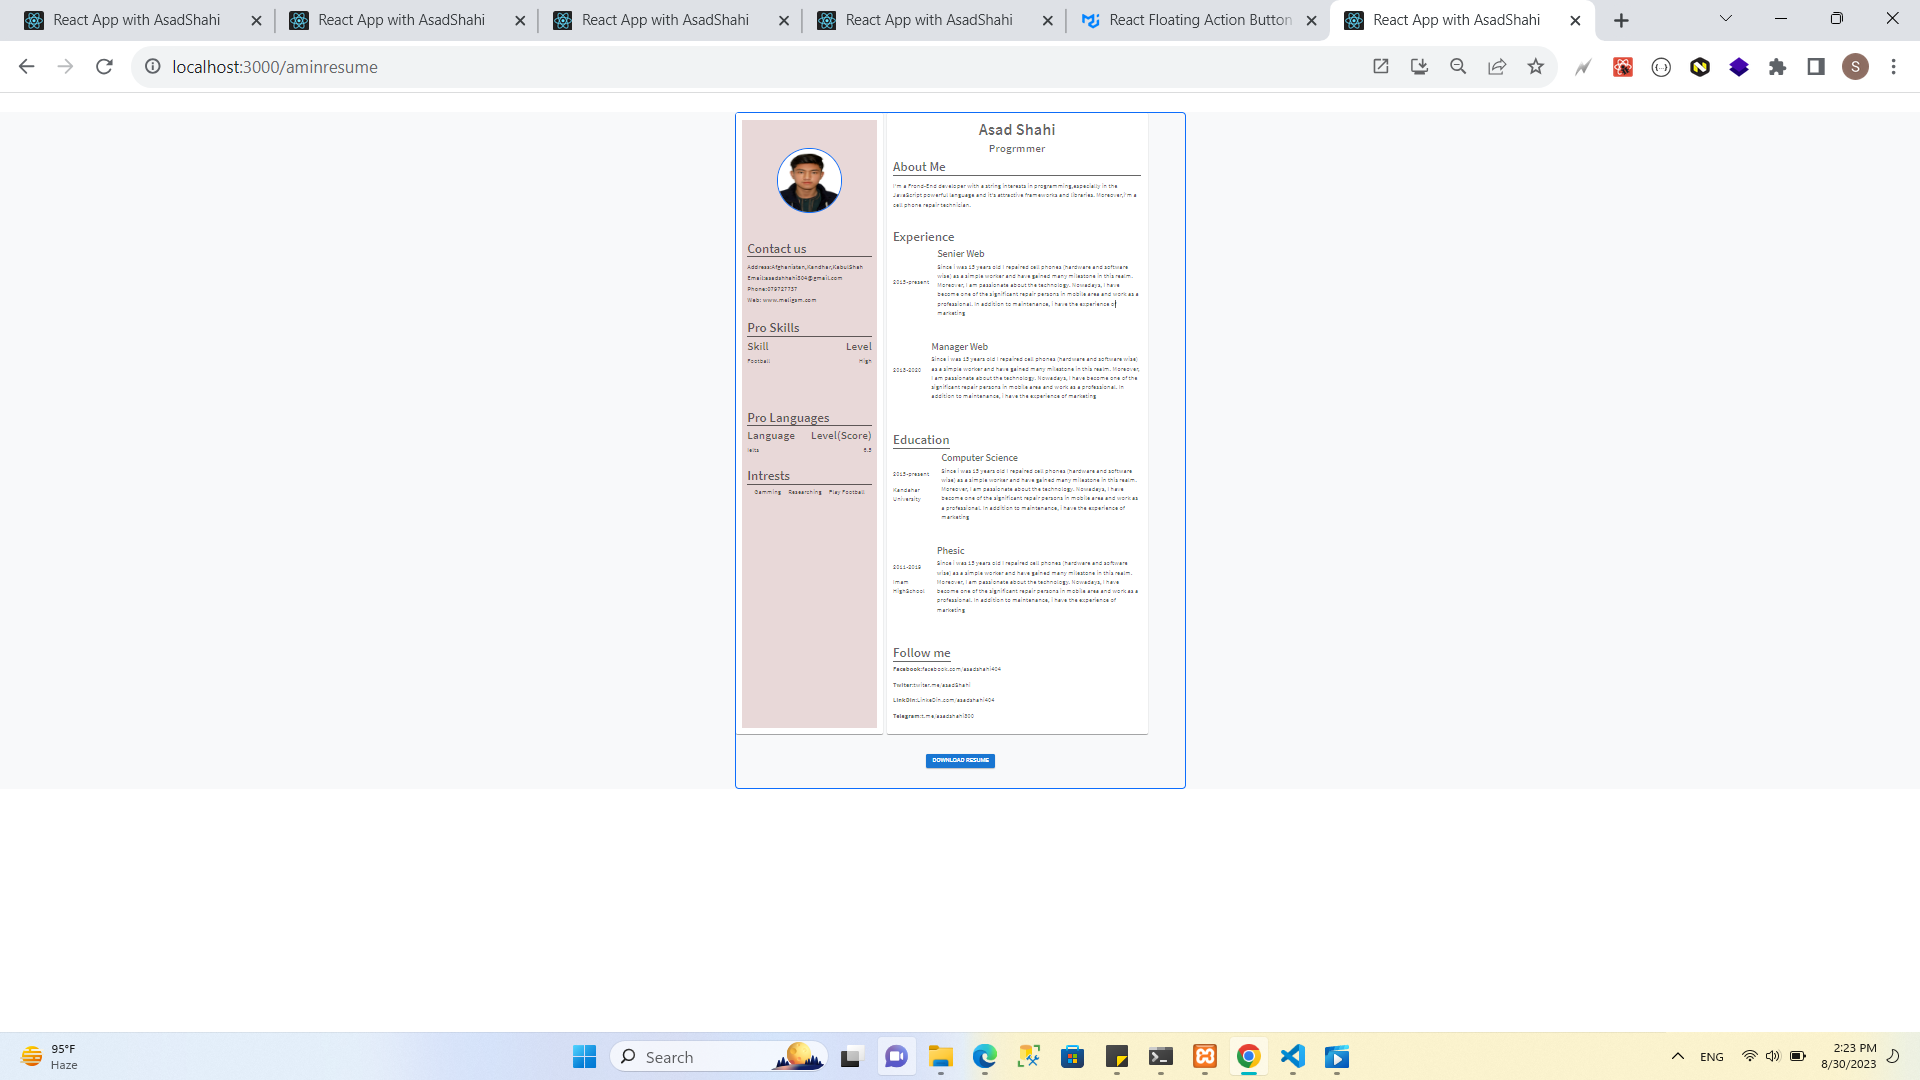 React App with AsadShahi
React App with AsadShahi
React App with AsadShahi
React App with AsadShahi
React Floating Action Button
React App with AsadShahi
localhost:3000/aminresume
S
Asad Shahi
Progrmmer
About Me
I'm a Frond-End developer with a string interests in programming,especially in the
JavaScript powerful language and it's attractive frameworks and libraries. Moreover,I'm a
cell phone repair technician.
Experience
Senier Web
2013-present
Since i was 13 years old I repaired cell phones (hardware and software
wise) as a simple worker and have gained many milestone in this realm.
Moreover, I am passionate about the technology. Nowadays, I have
become one of the significant repair persons in mobile area and work as a
professional. In addition to maintenance, i have the experience of
marketing
Manager Web
2013-2020
Since i was 13 years old I repaired cell phones (hardware and software wise)
as a simple worker and have gained many milestone in this realm. Moreover,
I am passionate about the technology. Nowadays, I have become one of the
significant repair persons in mobile area and work as a professional. In
addition to maintenance, i have the experience of marketing
Education
Computer Science
2013-present
Kandahar
University
Since i was 13 years old I repaired cell phones (hardware and software
wise) as a simple worker and have gained many milestone in this realm.
Moreover, I am passionate about the technology. Nowadays, I have
become one of the significant repair persons in mobile area and work as
a professional. In addition to maintenance, i have the experience of
marketing
Phesic
2011-2019
Imam
HighSchool
Since i was 13 years old I repaired cell phones (hardware and software
wise) as a simple worker and have gained many milestone in this realm.
Moreover, I am passionate about the technology. Nowadays, I have
become one of the significant repair persons in mobile area and work as a
professional. In addition to maintenance, i have the experience of
marketing
Follow me
Facebook:facebook.com/asadshahi404
Twiter:twiter.me/asadShahi
LinkDin:LinkeDin.com/asadshahi404
Telegram:t.me/asadshahi800
Contact us
Address:Afghanistan,Kandhar,KabulShah
Email:asadshhahi804@gmail.com
Phone:079727737
Web: www.meiigsm.com
Pro Skills
Skill Level
Football High
Pro Languages
Language Level(Score)
Ielts 6.5
Intrests
Gamming Researching Play Football
DOWNLOAD RESUME
95°F
Haze
Search
ENG
2:23 PM
8/30/2023